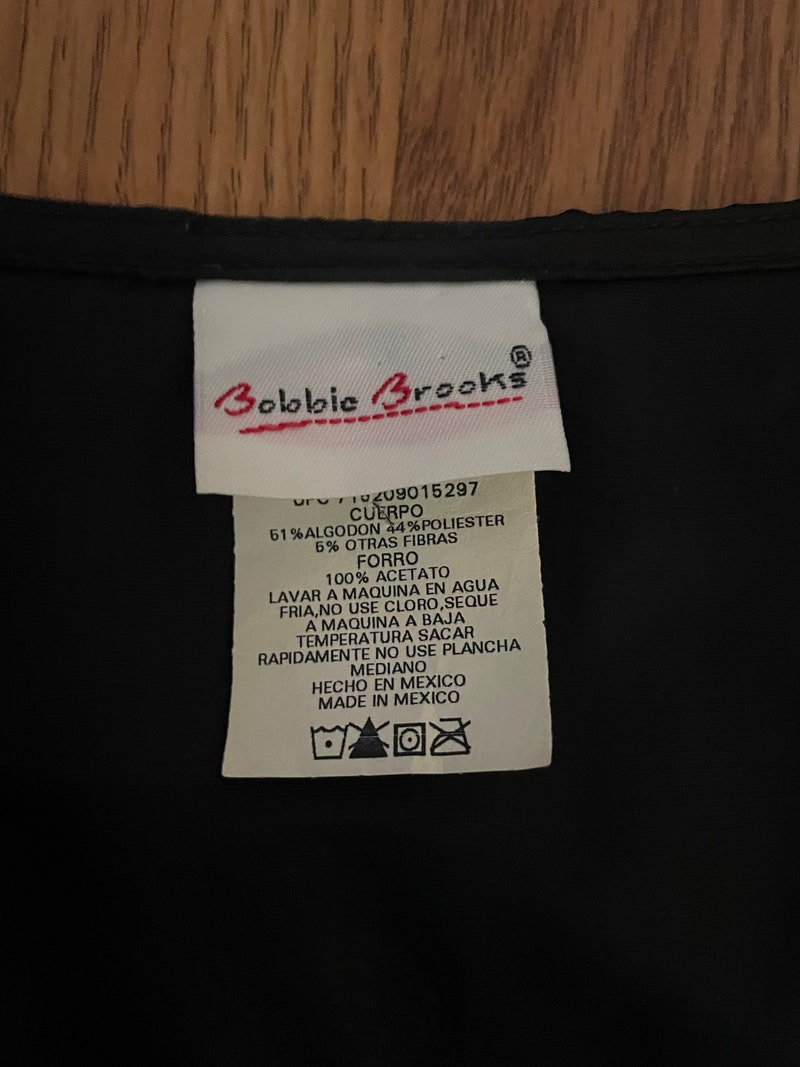 Bobbie Brooks®
209015297
CUERPO
51%ALGODON 44%POLIESTER
5% OTRAS FIBRAS
FORRO
100% ACETATO
LAVAR A MAQUINA EN AGUA
FRIA,NO USE CLORO,SEQUE
A MAQUINA A BAJA
TEMPERATURA SACAR
RAPIDAMENTE NO USE PLANCHA
MEDIANO
HECHO EN MEXICO
MADE IN MEXICO